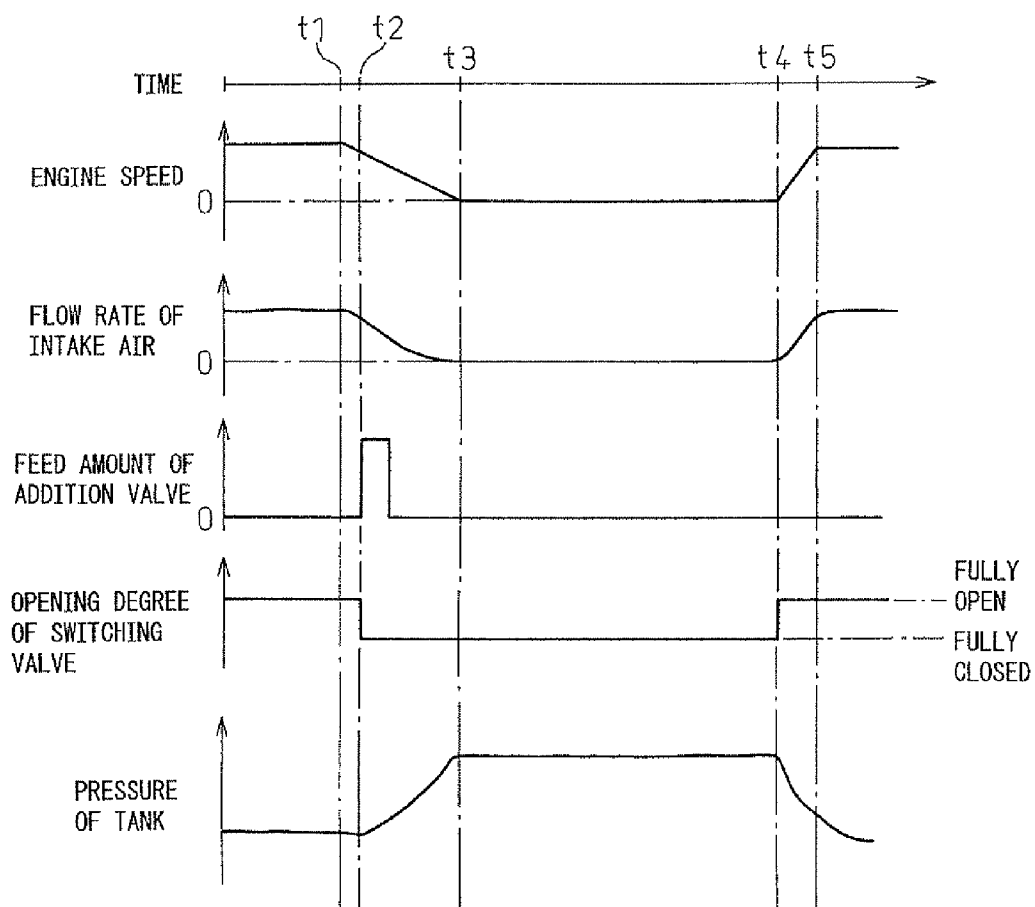 t1
t2
t3
t4
t5
TIME
ENGINE SPEED
0
FLOW RATE OF
INTAKE AIR
0
FEED AMOUNT OF
ADDITION VALVE
0
OPENING DEGREE
OF SWITCHING
VALVE
FULLY
OPEN
FULLY
CLOSED
PRESSURE
OF TANK